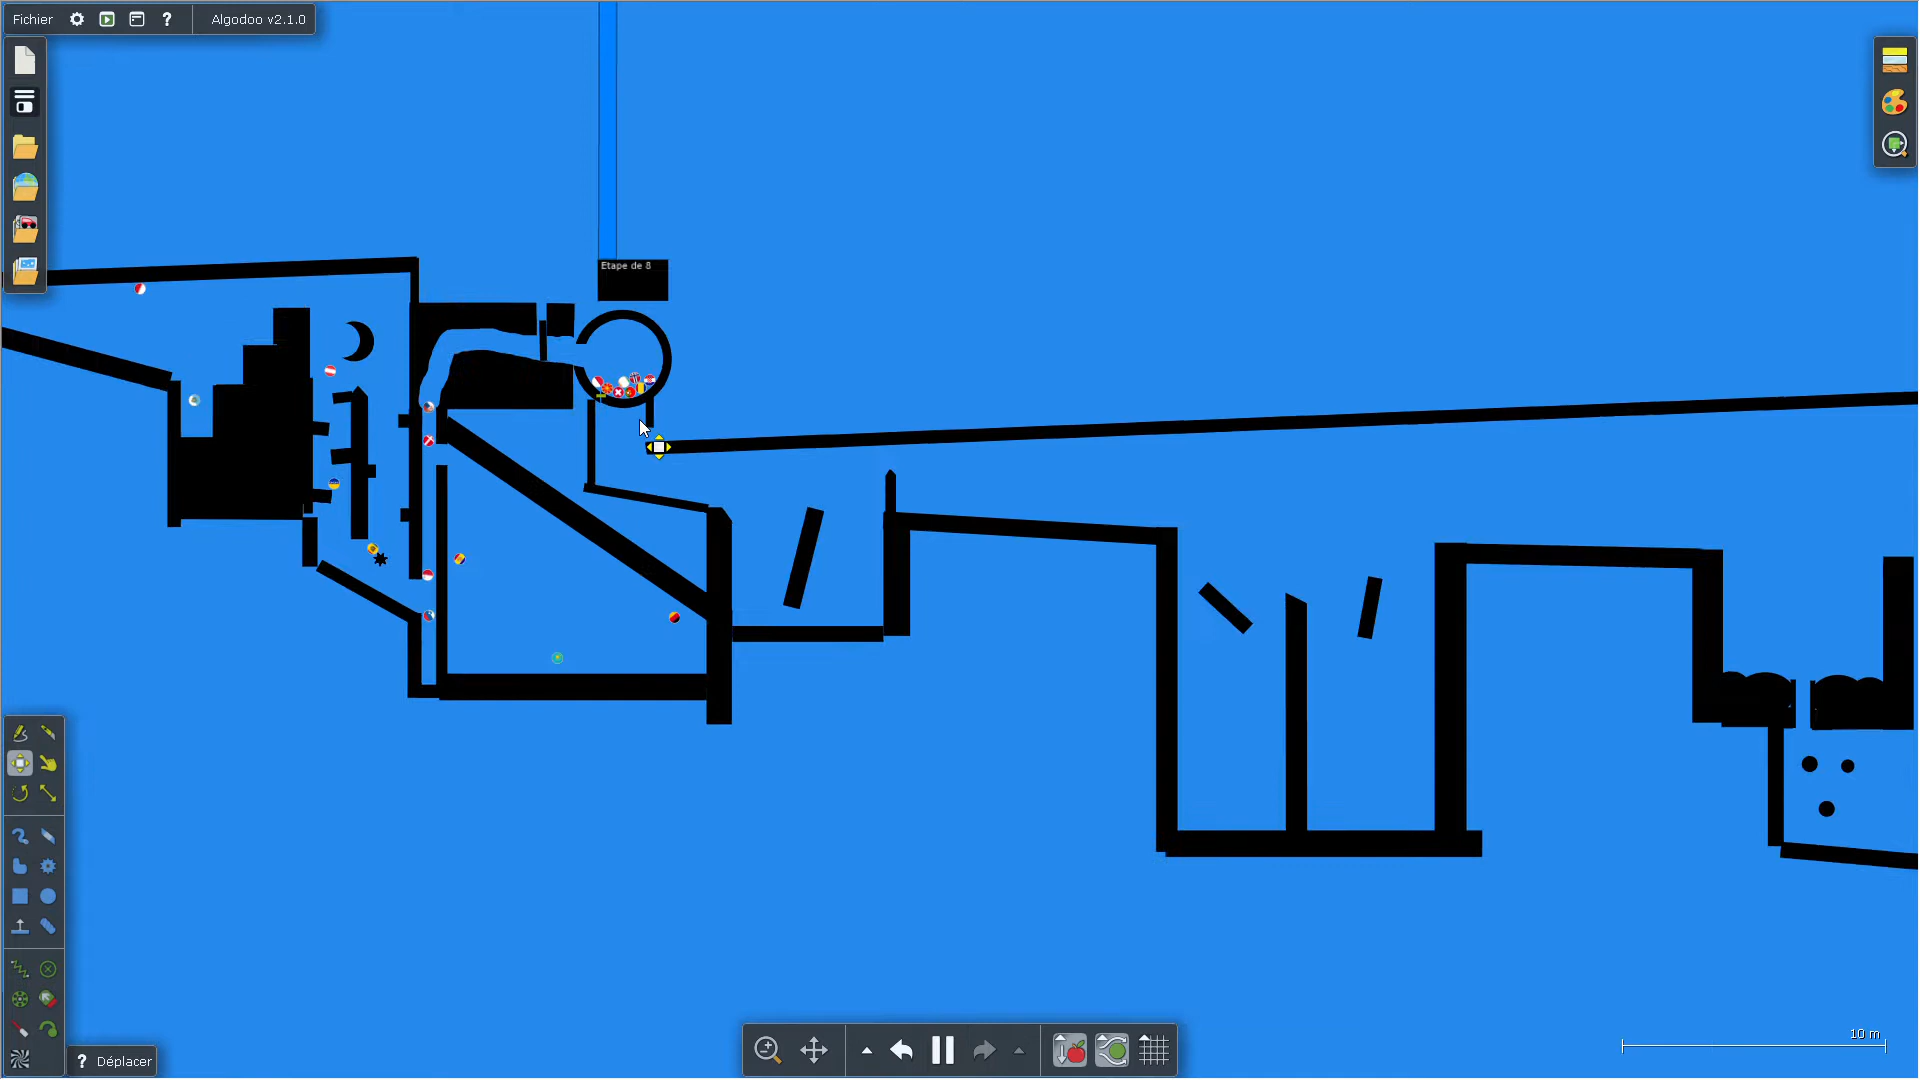 Fichier
?
Algodoo v2.1.0
Etape de 8
? Déplacer
10 m